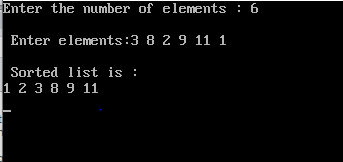 Enter the number of elements : 6
Enter elements:3 8 2 9 11 1
Sorted list is :
1 2 3 8 9 11